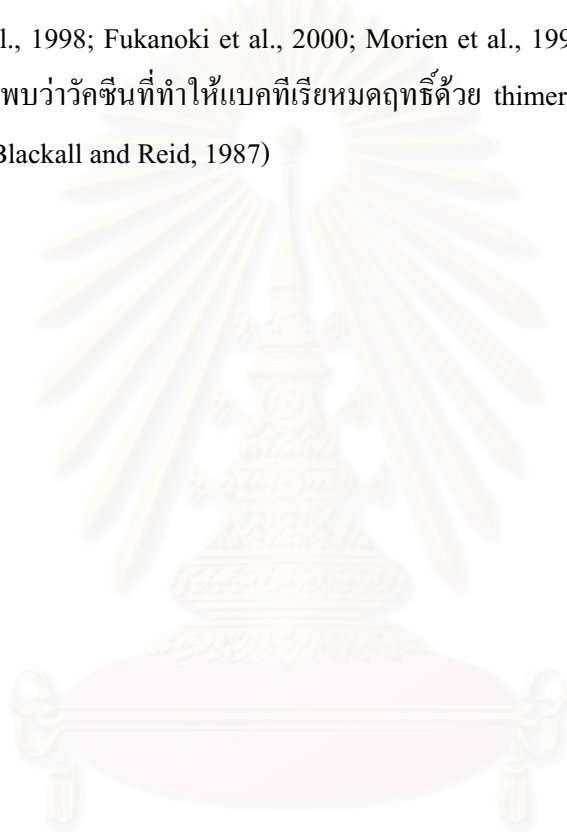 l., 1998; Fukanoki et al., 2000; Morien et al., 199
พบว่าวัคซีนที่ทำให้แบคทีเรียหมดฤทธิ์ด้วย thimer
Blackall and Reid, 1987)